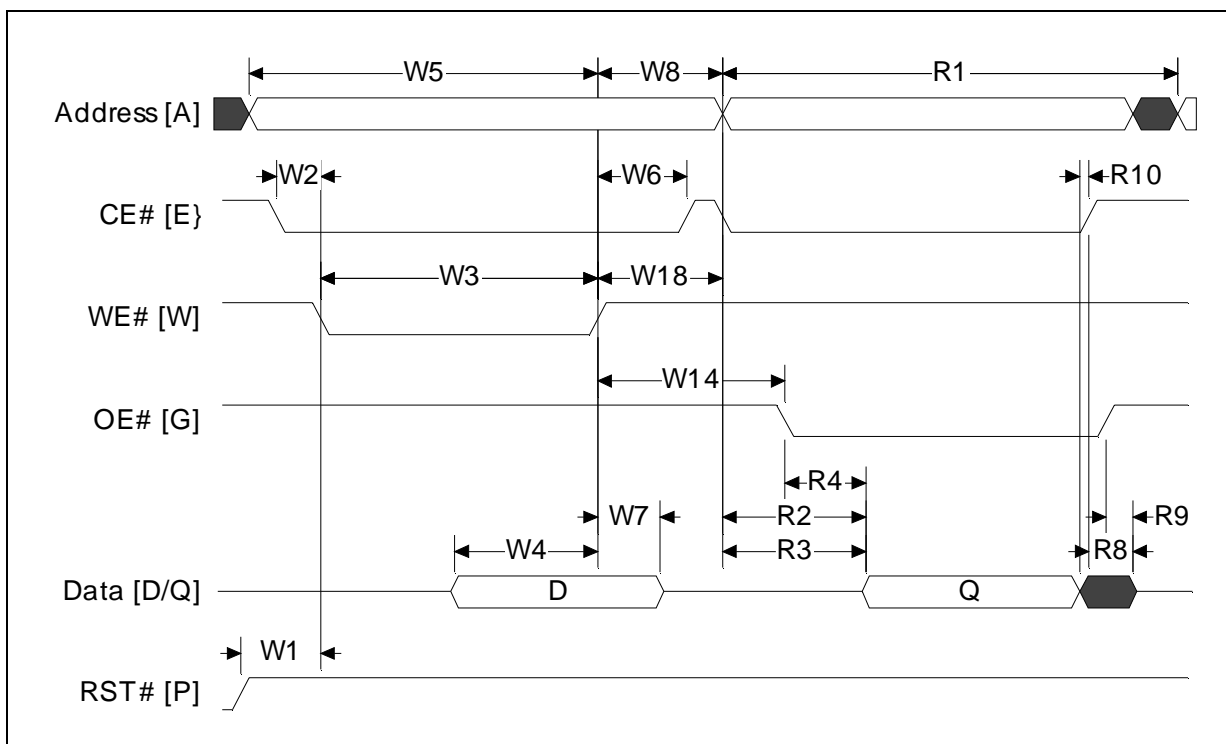 W5 W8 R1
Address [A]
W2 W6 R10
CE# [E}
W3 W18
WE# [W]
W14
OE# [G]
R4
W7 R2 R9
W4 R3 R8
Data [D/Q] D Q
W1
RST# [P]